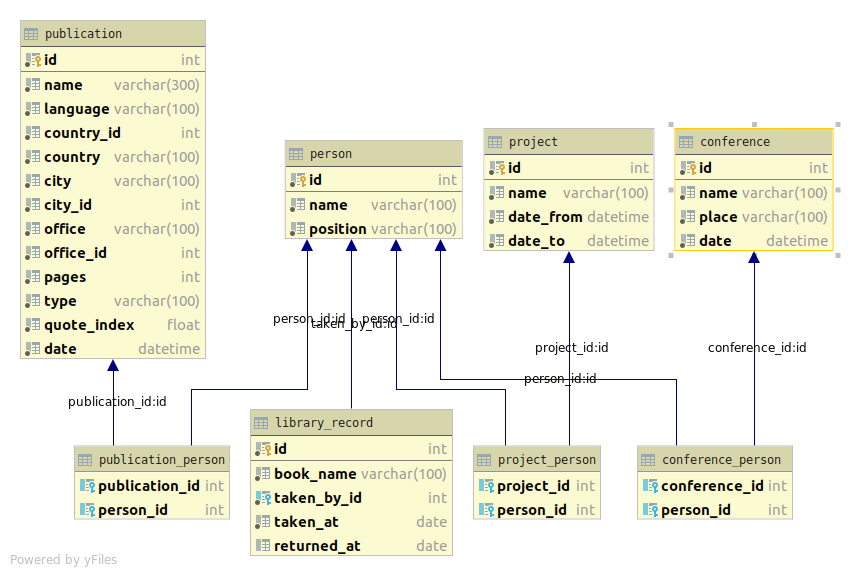 publication
id int
name varchar(300)
language varchar(100)
country_id int
country varchar(100)
city varchar(100)
city_id int
office varchar(100)
office_id int
pages int
type varchar(100)
quote_index float
date datetime
person
id int
name varchar(100)
position varchar(100)
project
id int
name varchar(100)
date_from datetime
date_to datetime
conference
id int
name varchar(100)
place varchar(100)
date datetime
person_id:id
taken_by_id:id
person_id:id
project_id:id
conference_id:id
person_id:id
publication_id:id
publication_person
publication_id int
person_id int
library_record
id int
book_name varchar(100)
taken_by_id int
taken_at date
returned_at date
project_person
project_id int
person_id int
conference_person
conference_id int
person_id int
Powered by yFiles